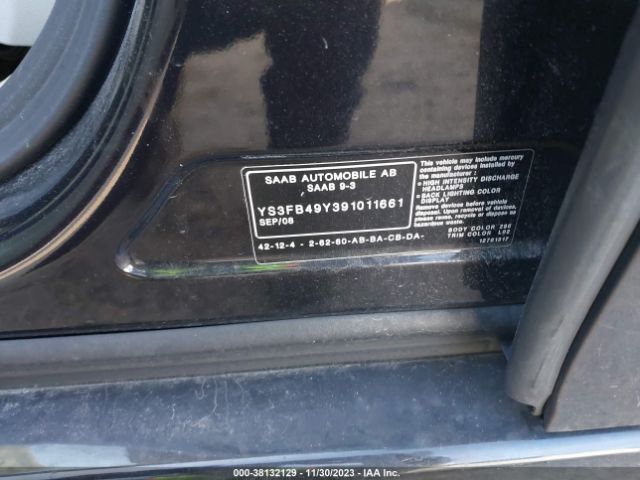 SAAB AUTOMOBILE AB
SAAB 9-3
YS3FB49Y391011661
SEP/08
42-12-4 - 2-62-60-AB-BA-CB-DA-
This vehicle may include mercury
containing devices installed by
the manufacturer:
- HIGH INTENSITY DISCHARGE
HEADLAMPS
- BACK LIGHTING COLOR
DISPLAY
Remove devices before vehicle
disposal. Upon removal of devices
please reuse, recycle or dispose as
hazardous waste.
BODY COLOR
TRIM COLOR
000-38132129 - 11/30/2023 - IAA Inc.